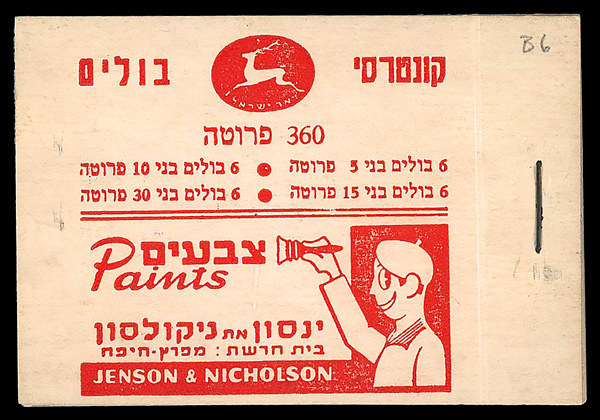 B6
קונטרסי בולים
דאר ישראל
360 פרוטה
6 בולים בני 5 פרוטה • 6 בולים בני 10 פרוטה
6 בולים בני 15 פרוטה • 6 בולים בני 30 פרוטה
צבעים
Paints
ינסון את ניקולסון
בית חרשת: מפרץ-חיפה
JENSON & NICHOLSON